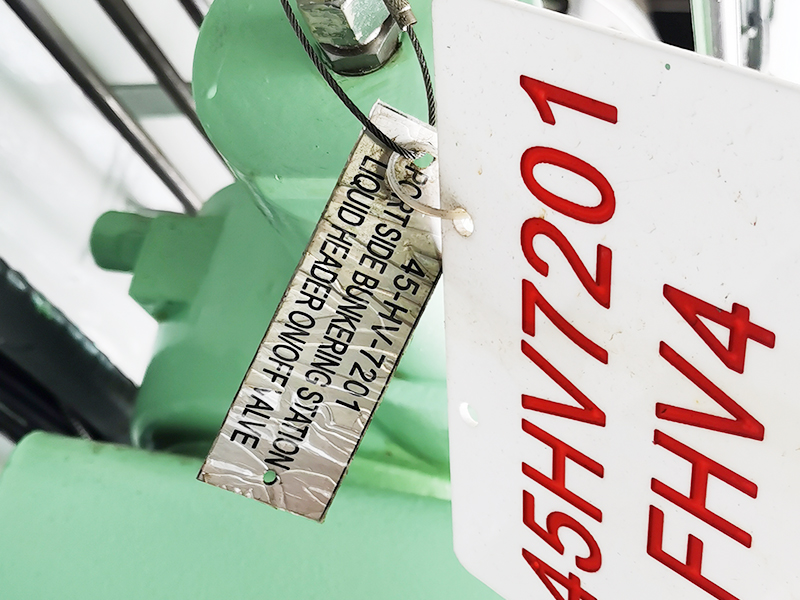 45-HV-7201
PORT SIDE BUNKERING STATION
LIQUID HEADER ON/OFF VALVE
45HV7201
FHV4